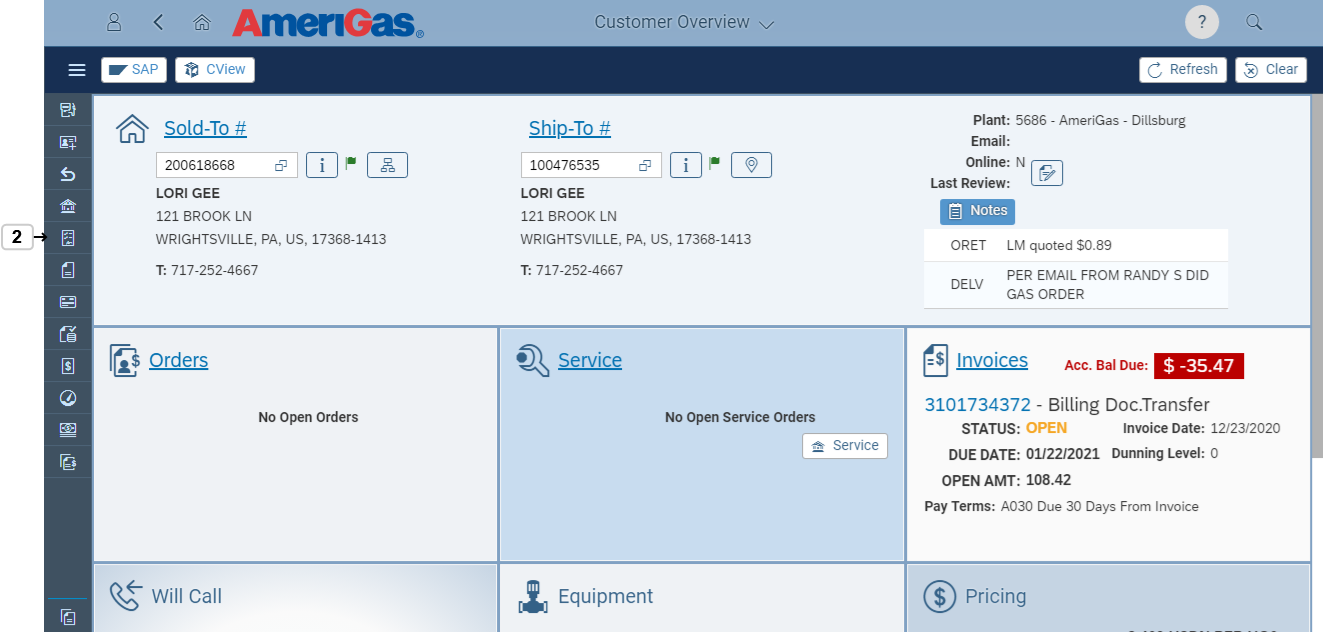 AmeriGas®
Customer Overview
?
SAP
CView
Refresh
Clear
2
Sold-To #
200618668
i
LORI GEE
121 BROOK LN
WRIGHTSVILLE, PA, US, 17368-1413
T: 717-252-4667
Ship-To #
100476535
i
LORI GEE
121 BROOK LN
WRIGHTSVILLE, PA, US, 17368-1413
T: 717-252-4667
Plant: 5686 - AmeriGas - Dillsburg
Email:
Online: N
Last Review:
Notes
ORET LM quoted $0.89
DELV PER EMAIL FROM RANDY S DID
GAS ORDER
Orders
No Open Orders
Service
No Open Service Orders
Service
Invoices
Acc. Bal Due: $ -35.47
3101734372 - Billing Doc.Transfer
STATUS: OPEN Invoice Date: 12/23/2020
DUE DATE: 01/22/2021 Dunning Level: 0
OPEN AMT: 108.42
Pay Terms: A030 Due 30 Days From Invoice
Will Call
Equipment
Pricing